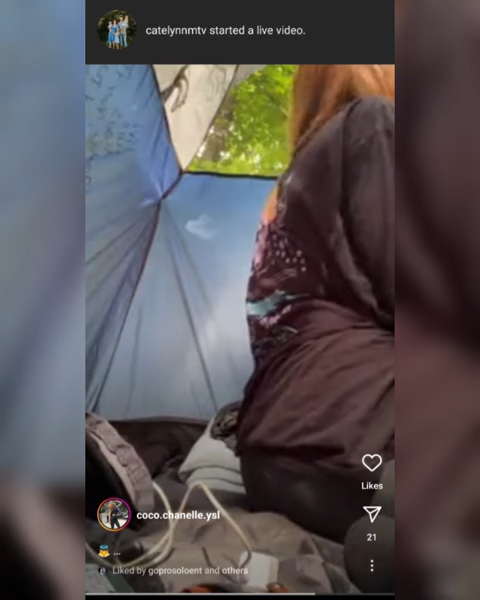 catelynnmtv started a live video.
Likes
21
coco.chanelle.ysl
...
Liked by goprosoloent and others